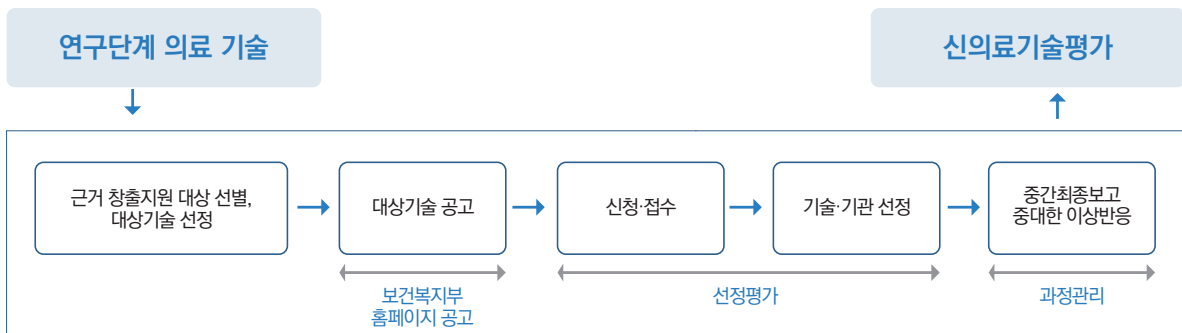 연구단계 의료 기술
신의료기술평가
근거 창출지원 대상 선별,
대상기술 선정
대상기술 공고
신청·접수
기술·기관 선정
중간최종보고
중대한 이상반응
보건복지부
홈페이지 공고
선정평가
과정관리